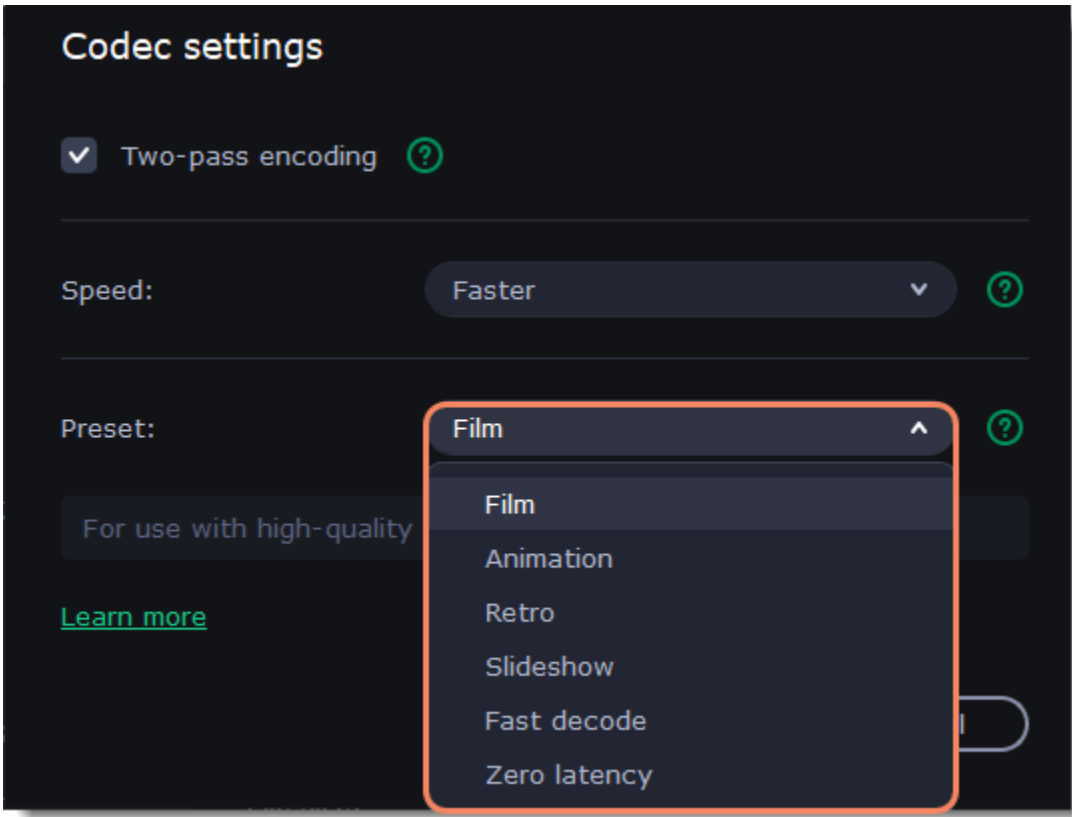 Codec settings
Two-pass encoding
Speed: Faster
Preset: Film
For use with high-quality
Film
Animation
Retro
Slideshow
Fast decode
Zero latency
Learn more